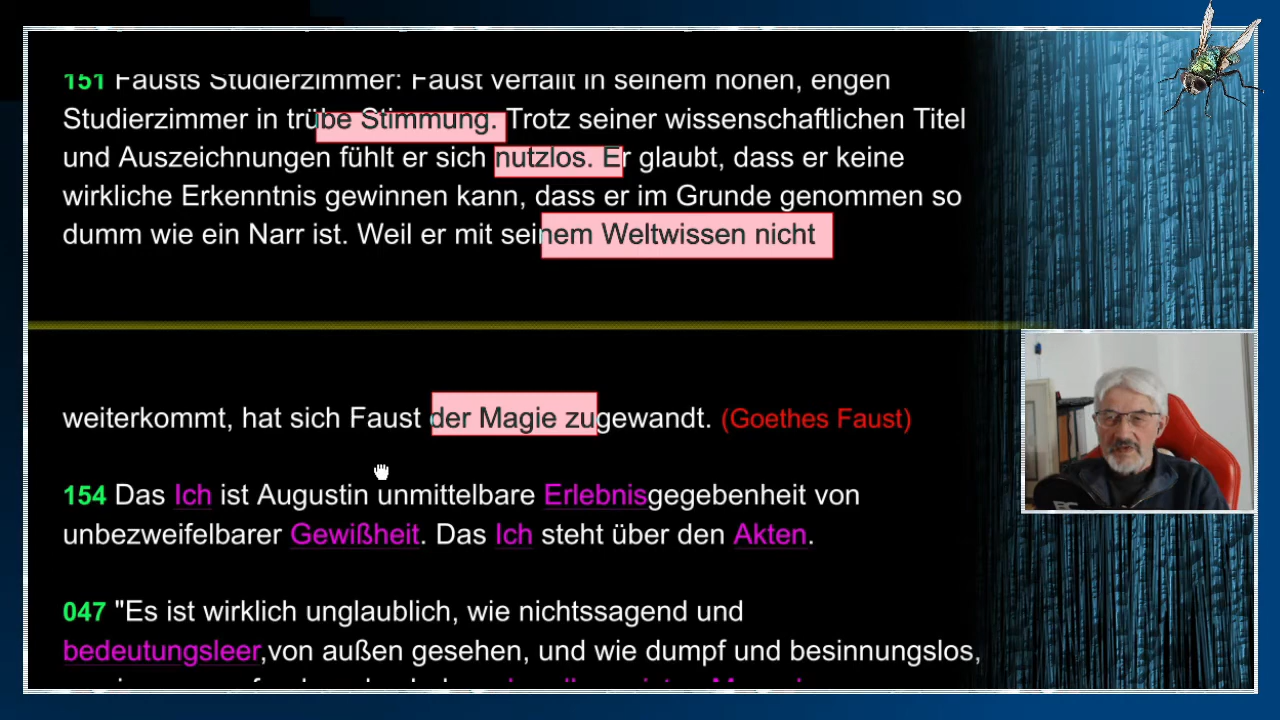 151 Fausts Studierzimmer: Faust verfällt in seinem hohen, engen
Studierzimmer in trübe Stimmung. Trotz seiner wissenschaftlichen Titel
und Auszeichnungen fühlt er sich nutzlos. Er glaubt, dass er keine
wirkliche Erkenntnis gewinnen kann, dass er im Grunde genommen so
dumm wie ein Narr ist. Weil er mit seinem Weltwissen nicht
weiterkommt, hat sich Faust der Magie zugewandt. (Goethes Faust)
154 Das Ich ist Augustin unmittelbare Erlebnisgegebenheit von
unbezweifelbarer Gewißheit. Das Ich steht über den Akten.
047 "Es ist wirklich unglaublich, wie nichtssagend und
bedeutungsleer,von außen gesehen, und wie dumpf und besinnungslos,